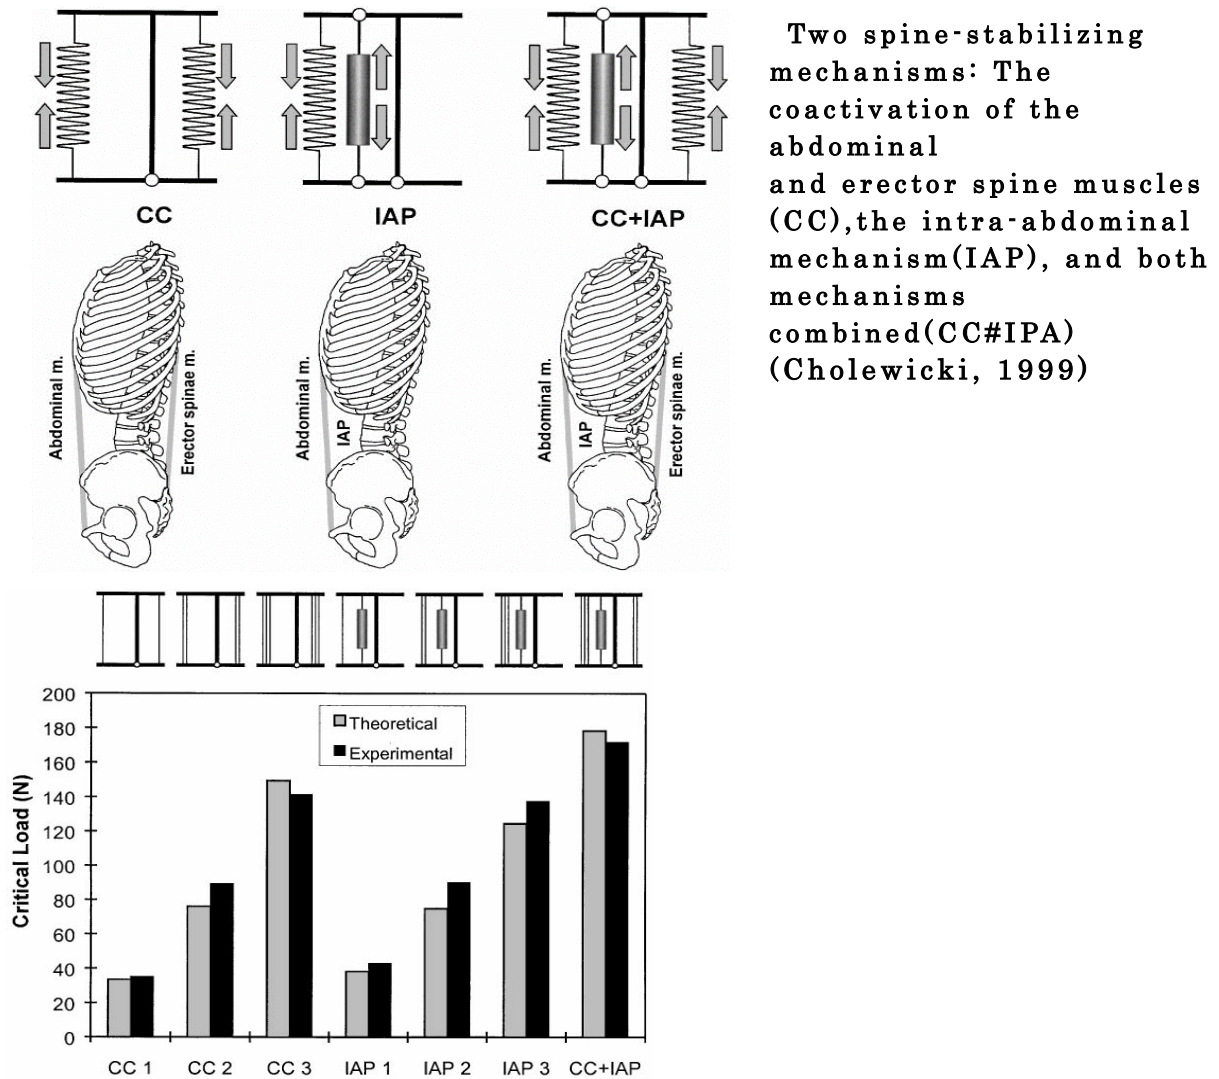 Two spine-stabilizing
mechanisms: The
coactivation of the
abdominal
and erector spine muscles
(CC),the intra-abdominal
mechanism(IAP), and both
mechanisms
combined(CC#IPA)
(Cholewicki, 1999)
CC
IAP
CC+IAP
Abdominal m.
Erector spinae m.
Abdominal m.
IAP
Abdominal m.
IAP
Erector spinae m.
Critical Load (N)
200
180
160
140
120
100
80
60
40
20
0
Theoretical
Experimental
CC 1
CC 2
CC 3
IAP 1
IAP 2
IAP 3
CC+IAP